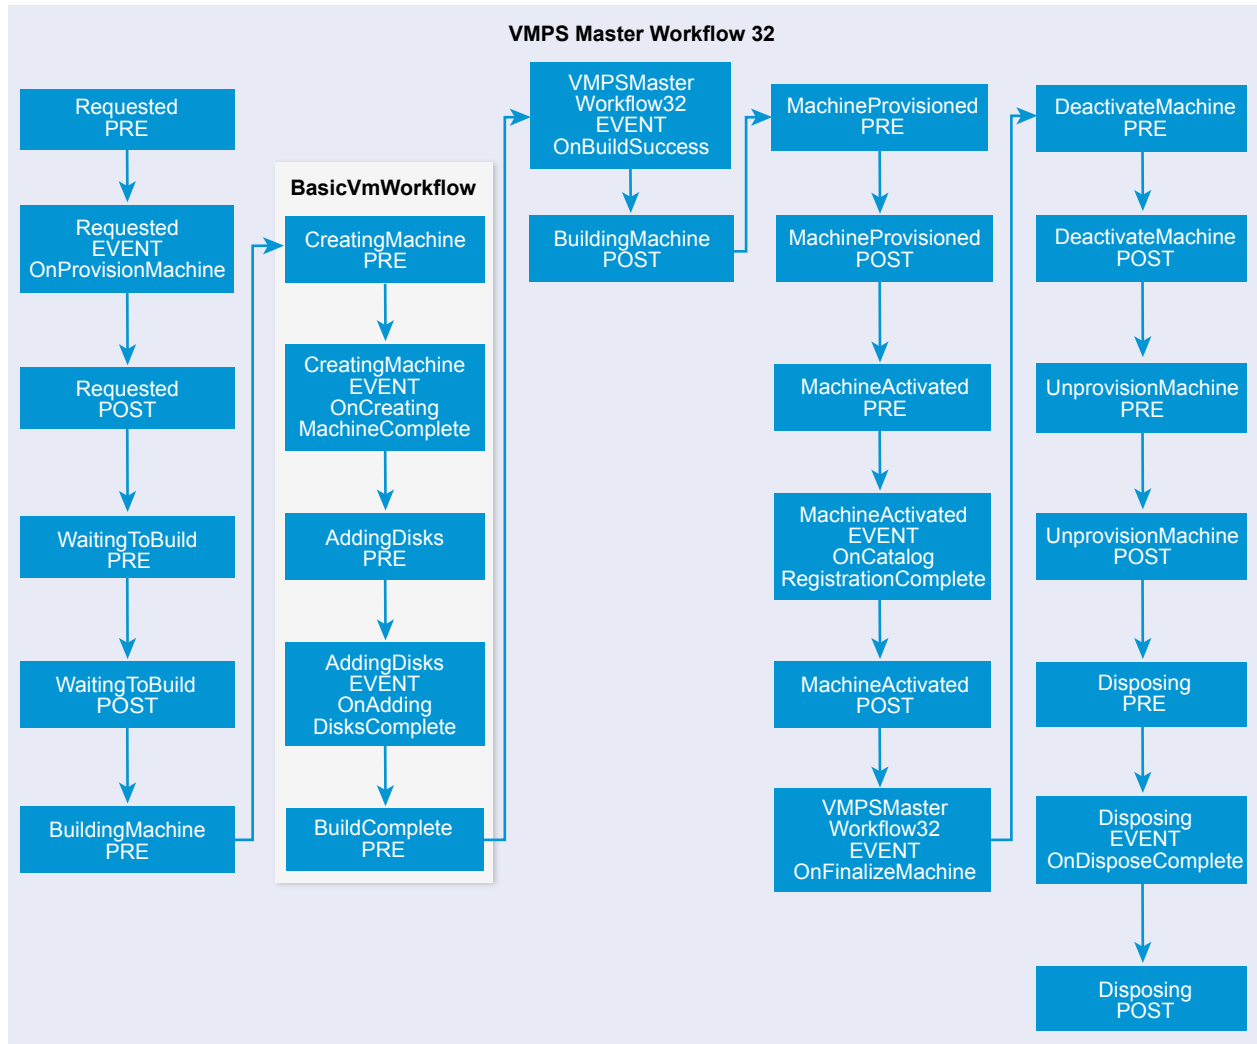 VMPS Master Workflow 32
Requested
PRE
Requested
EVENT
OnProvisionMachine
Requested
POST
WaitingToBuild
PRE
WaitingToBuild
POST
BuildingMachine
PRE
BasicVmWorkflow
CreatingMachine
PRE
CreatingMachine
EVENT
OnCreating
MachineComplete
AddingDisks
PRE
AddingDisks
EVENT
OnAdding
DisksComplete
BuildComplete
PRE
VMPSMaster
Workflow32
EVENT
OnBuildSuccess
BuildingMachine
POST
MachineProvisioned
PRE
MachineProvisioned
POST
MachineActivated
PRE
MachineActivated
EVENT
OnCatalog
RegistrationComplete
MachineActivated
POST
VMPSMaster
Workflow32
EVENT
OnFinalizeMachine
DeactivateMachine
PRE
DeactivateMachine
POST
UnprovisionMachine
PRE
UnprovisionMachine
POST
Disposing
PRE
Disposing
EVENT
OnDisposeComplete
Disposing
POST